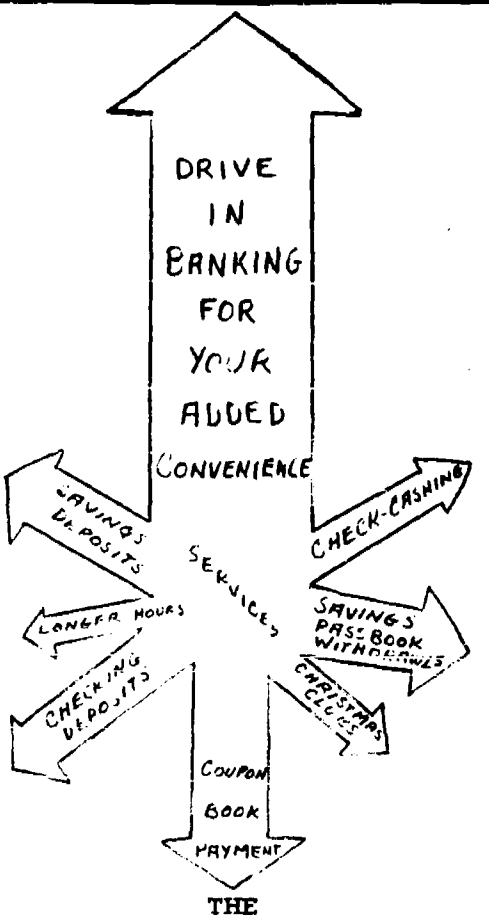 DRIVE
IN
BANKING
FOR
YOUR
ADDED
CONVENIENCE
SAVINGS
DEPOSITS
CHECK-CASHING
SERVICES
LONGER HOURS
SAVINGS
PASS BOOK
WITHDRAWLS
CHECKING
DEPOSITS
CHRISTMAS
CLUBS
COUPON
BOOK
PAYMENT
THE